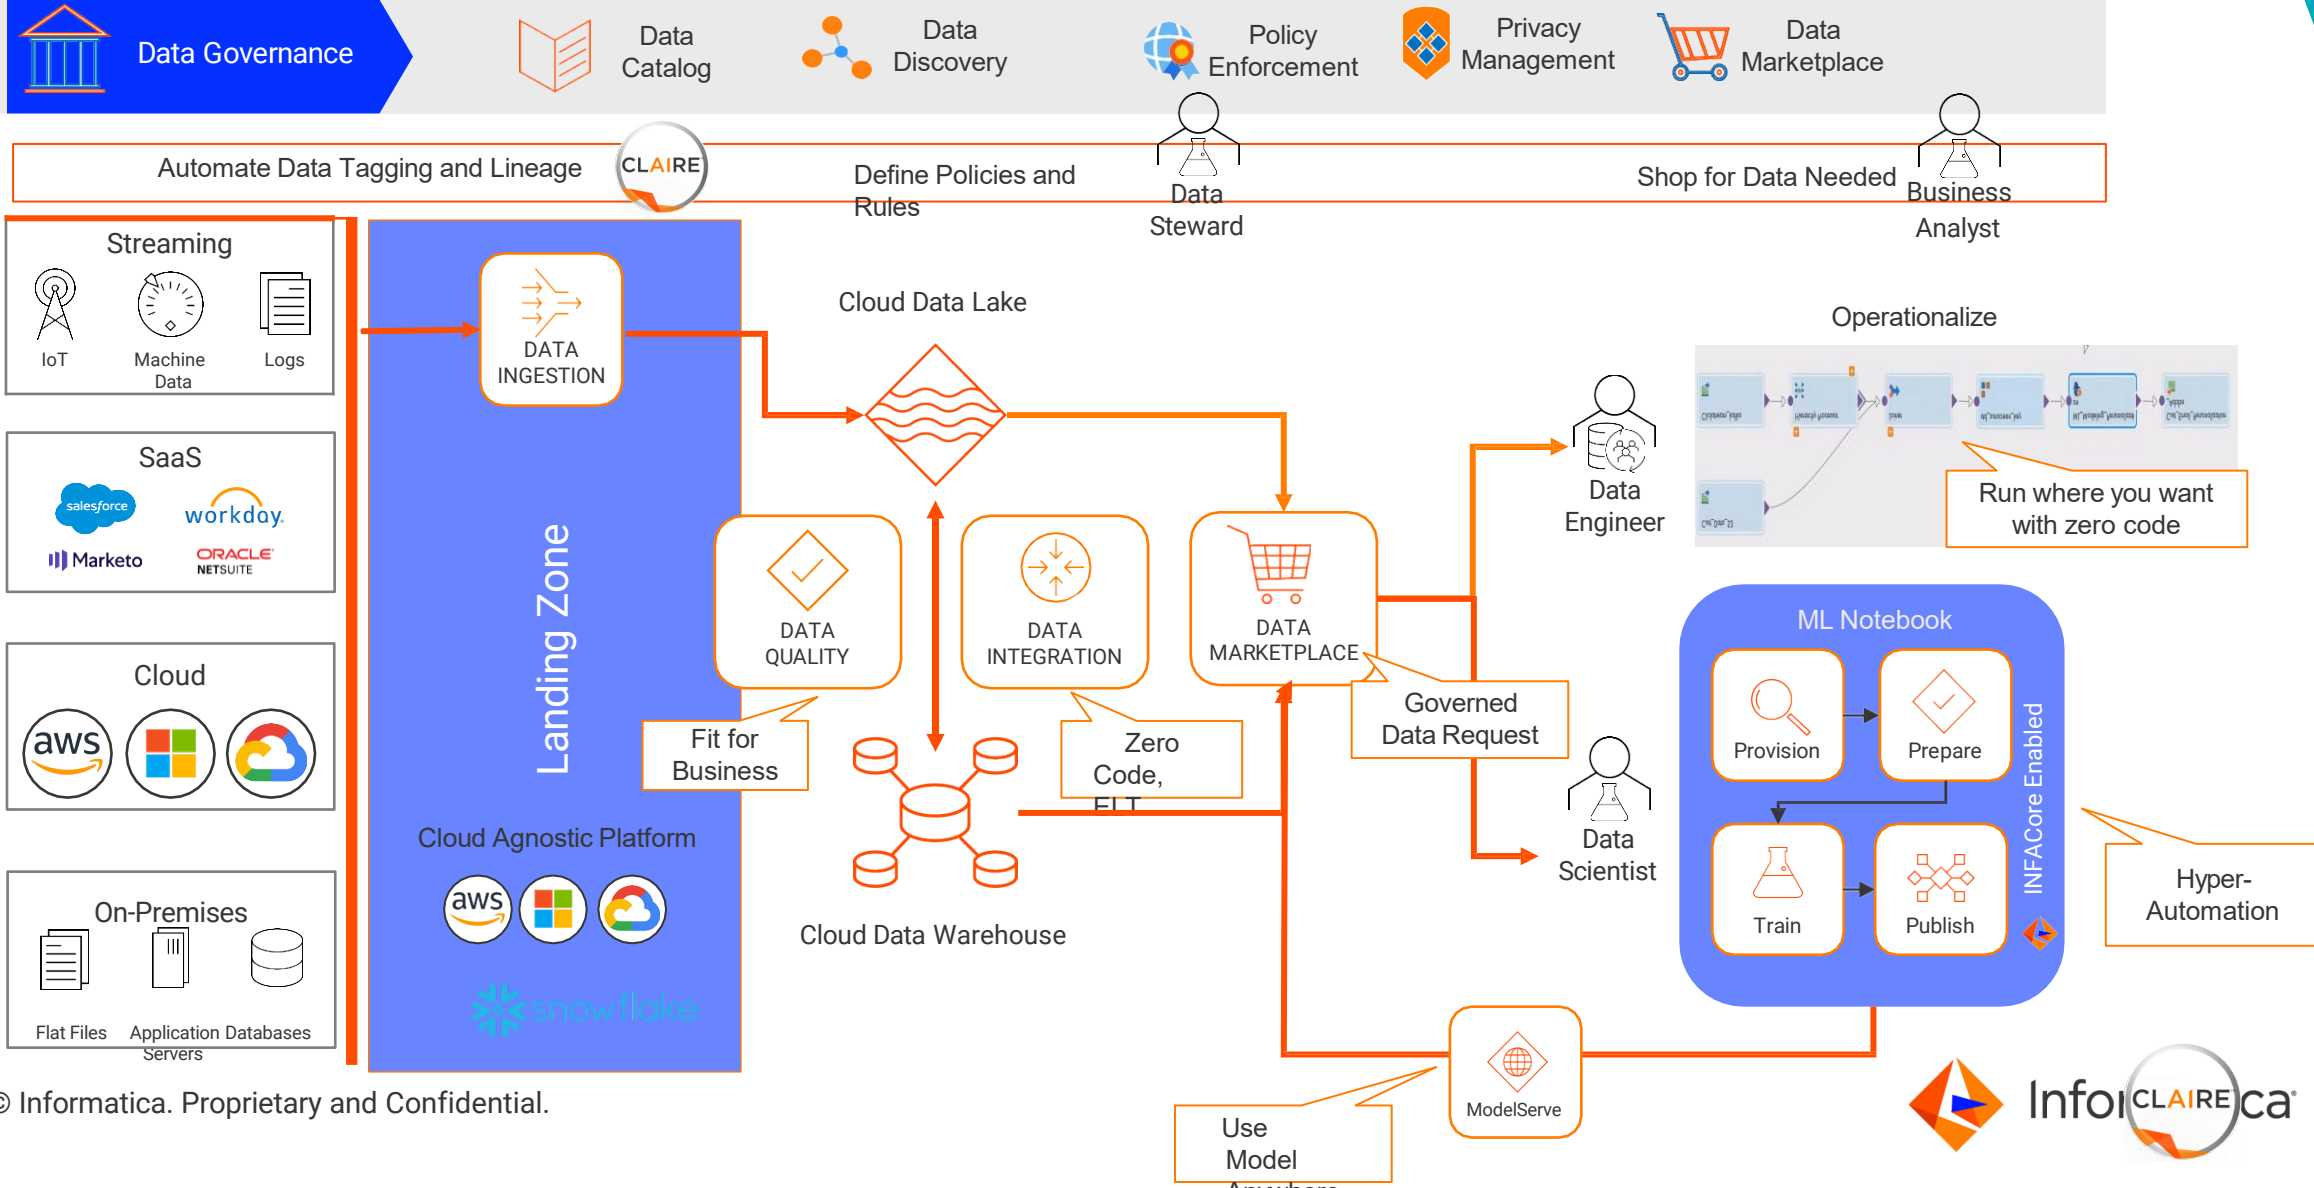 Data Governance
Data
Catalog
Data
Discovery
Policy
Enforcement
Privacy
Management
Data
Marketplace
Automate Data Tagging and Lineage
CLAIRE
Define Policies and
Rules
Data
Steward
Shop for Data Needed
Business
Analyst
Streaming
IoT
Machine
Data
Logs
SaaS
salesforce
workday.
Marketo
ORACLE
NETSUITE
Cloud
aws
On-Premises
Flat Files
Application
Servers
Databases
DATA
INGESTION
Landing Zone
Cloud Agnostic Platform
aws
snowflake
Cloud Data Lake
DATA
QUALITY
Fit for
Business
DATA
INTEGRATION
Zero
Code,
ELT
Cloud Data Warehouse
DATA
MARKETPLACE
Governed
Data Request
Data
Engineer
Data
Scientist
Operationalize
Run where you want
with zero code
ML Notebook
Provision
Prepare
Train
Publish
INFACore Enabled
Hyper-
Automation
ModelServe
Use
Model
Anywhere
© Informatica. Proprietary and Confidential.
Infor
CLAIRE
ca